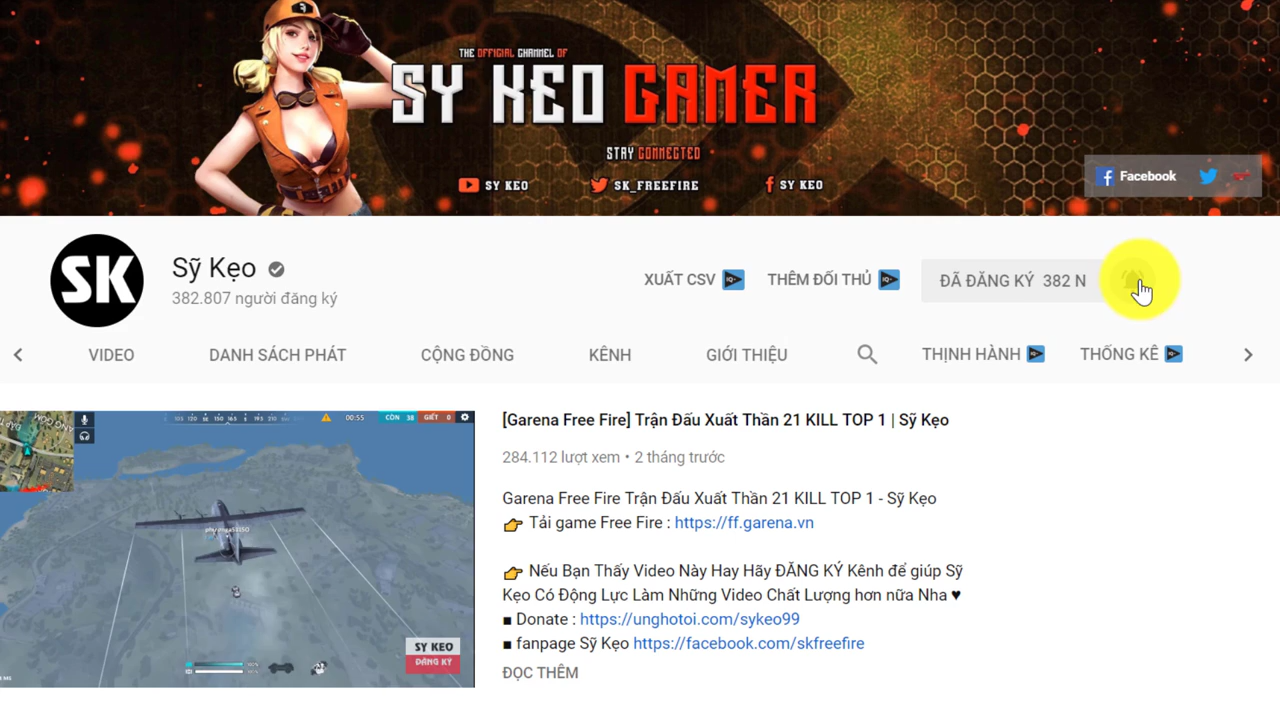 THE OFFICIAL CHANNEL OF
SY KEO GAMER
STAY CONNECTED
SY KEO
SK_FREEFIRE
SY KEO
Facebook
SK
Sỹ Kẹo
382.807 người đăng ký
XUẤT CSV
THÊM ĐỐI THỦ
ĐÃ ĐĂNG KÝ 382 N
VIDEO
DANH SÁCH PHÁT
CỘNG ĐỒNG
KÊNH
GIỚI THIỆU
THỊNH HÀNH
THỐNG KÊ
00:55
CÒN 38
GIẾT 0
SY KEO
ĐĂNG KÝ
[Garena Free Fire] Trận Đấu Xuất Thần 21 KILL TOP 1 | Sỹ Kẹo
284.112 lượt xem • 2 tháng trước
Garena Free Fire Trận Đấu Xuất Thần 21 KILL TOP 1 - Sỹ Kẹo
👉 Tải game Free Fire : https://ff.garena.vn
👉 Nếu Bạn Thấy Video Này Hay Hãy ĐĂNG KÝ Kênh để giúp Sỹ
Kẹo Có Động Lực Làm Những Video Chất Lượng hơn nữa Nha ♥
■ Donate : https://unghotoi.com/sykeo99
■ fanpage Sỹ Kẹo https://facebook.com/skfreefire
ĐỌC THÊM